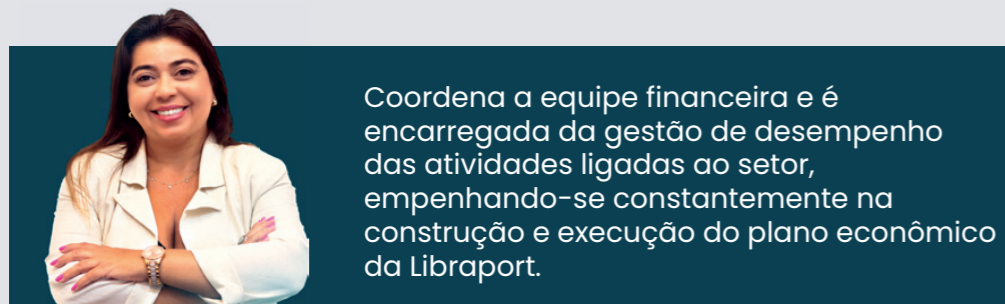 Coordena a equipe financeira e é
encarregada da gestão de desempenho
das atividades ligadas ao setor,
empenhando-se constantemente na
construção e execução do plano econômico
da Libraport.